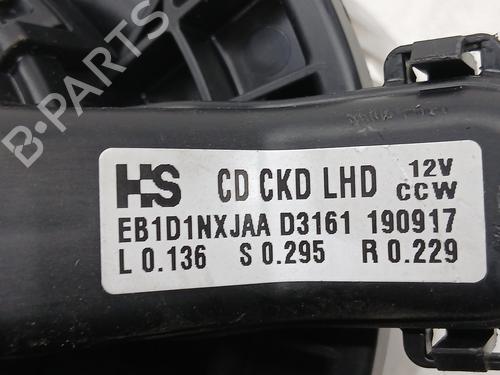 HS CD CKD LHD 12V CCW
EB1D1NXJAA D3161 190917
L 0.136 S 0.295 R 0.229
B-PARTS